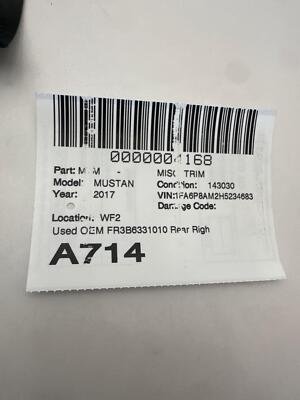 0000004168
Part: M M - MISC TRIM
Model: MUSTAN Condition: 143030
Year: 2017 VIN:1FA6P8AM2H5234683
Damage Code:
Location: WF2
Used OEM FR3B6331010 Rear Righ
A714